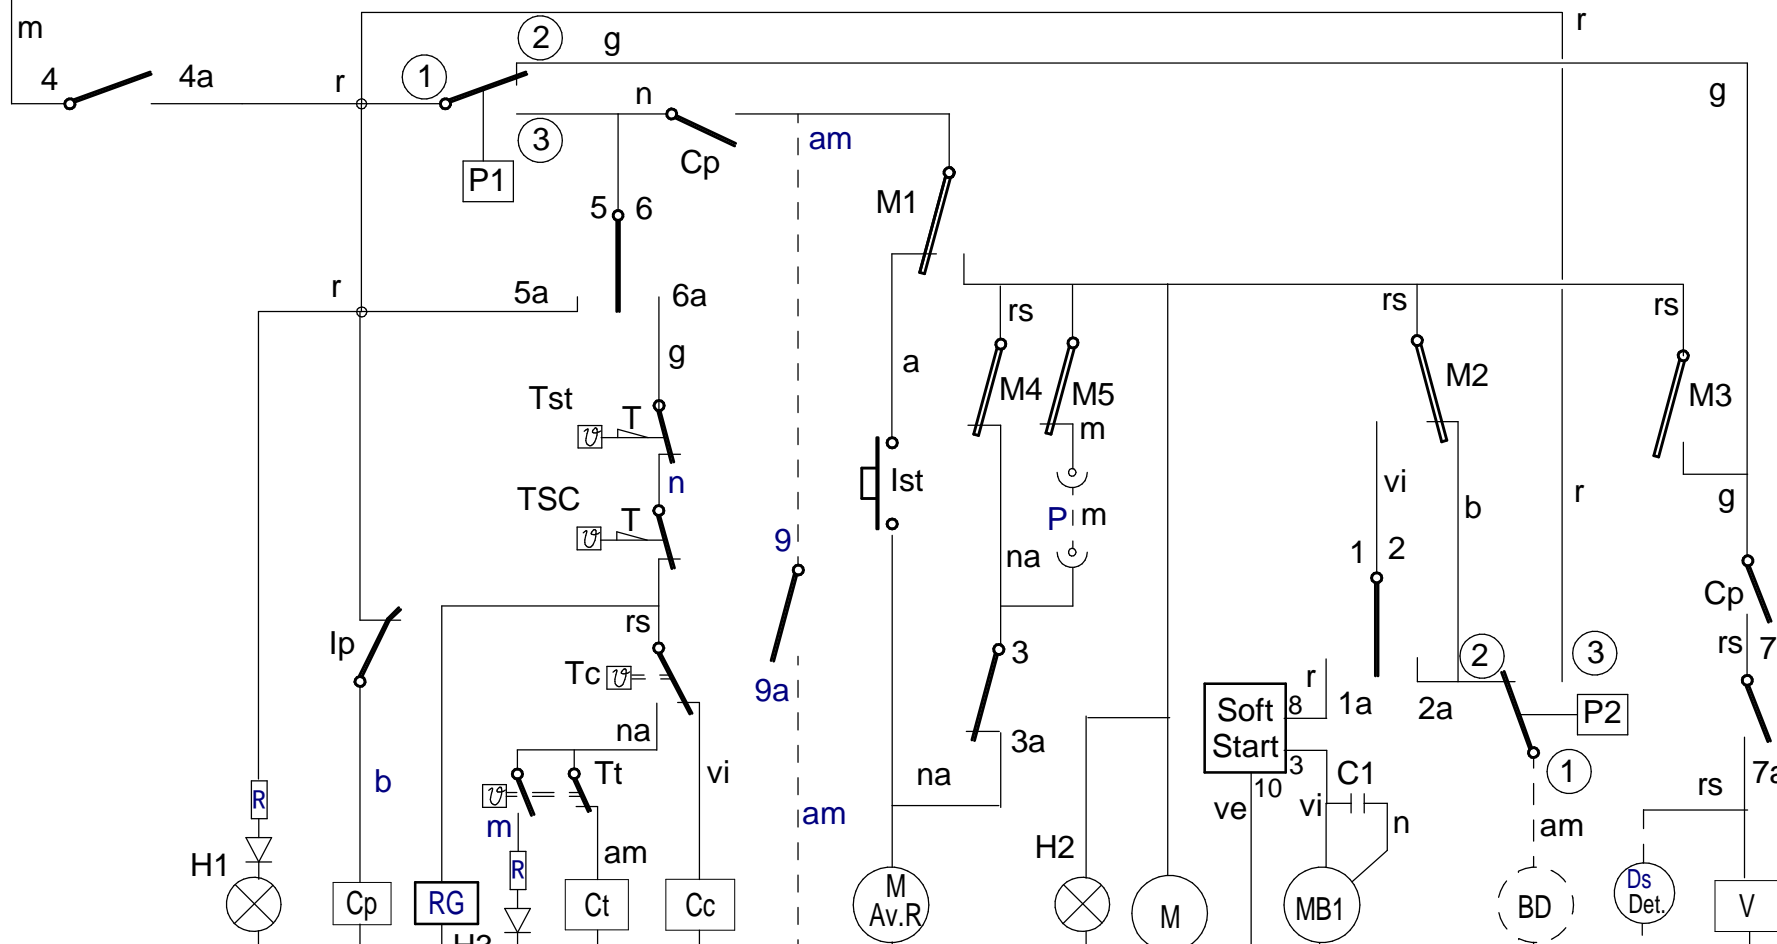 m
r
2
g
4
4a
r
1
n
g
3
am
Cp
P1
M1
5
6
r
5a
6a
rs
rs
rs
g
a
M4
M5
M2
M3
Tst
T
ϑ
m
n
Ist
vi
r
TSC
T
b
g
ϑ
P
m
9
1
2
na
Cp
rs
Ip
3
2
3
rs
7
Tc
ϑ
9a
r
8
1a
2a
P2
Soft
Start
na
3a
3
1
Tt
vi
na
10
C1
7a
b
ϑ
rs
R
m
am
ve
vi
n
am
am
H2
H1
R
Cp
RG
Ct
Cc
M
Av.R
M
MB1
BD
Ds
Det.
V